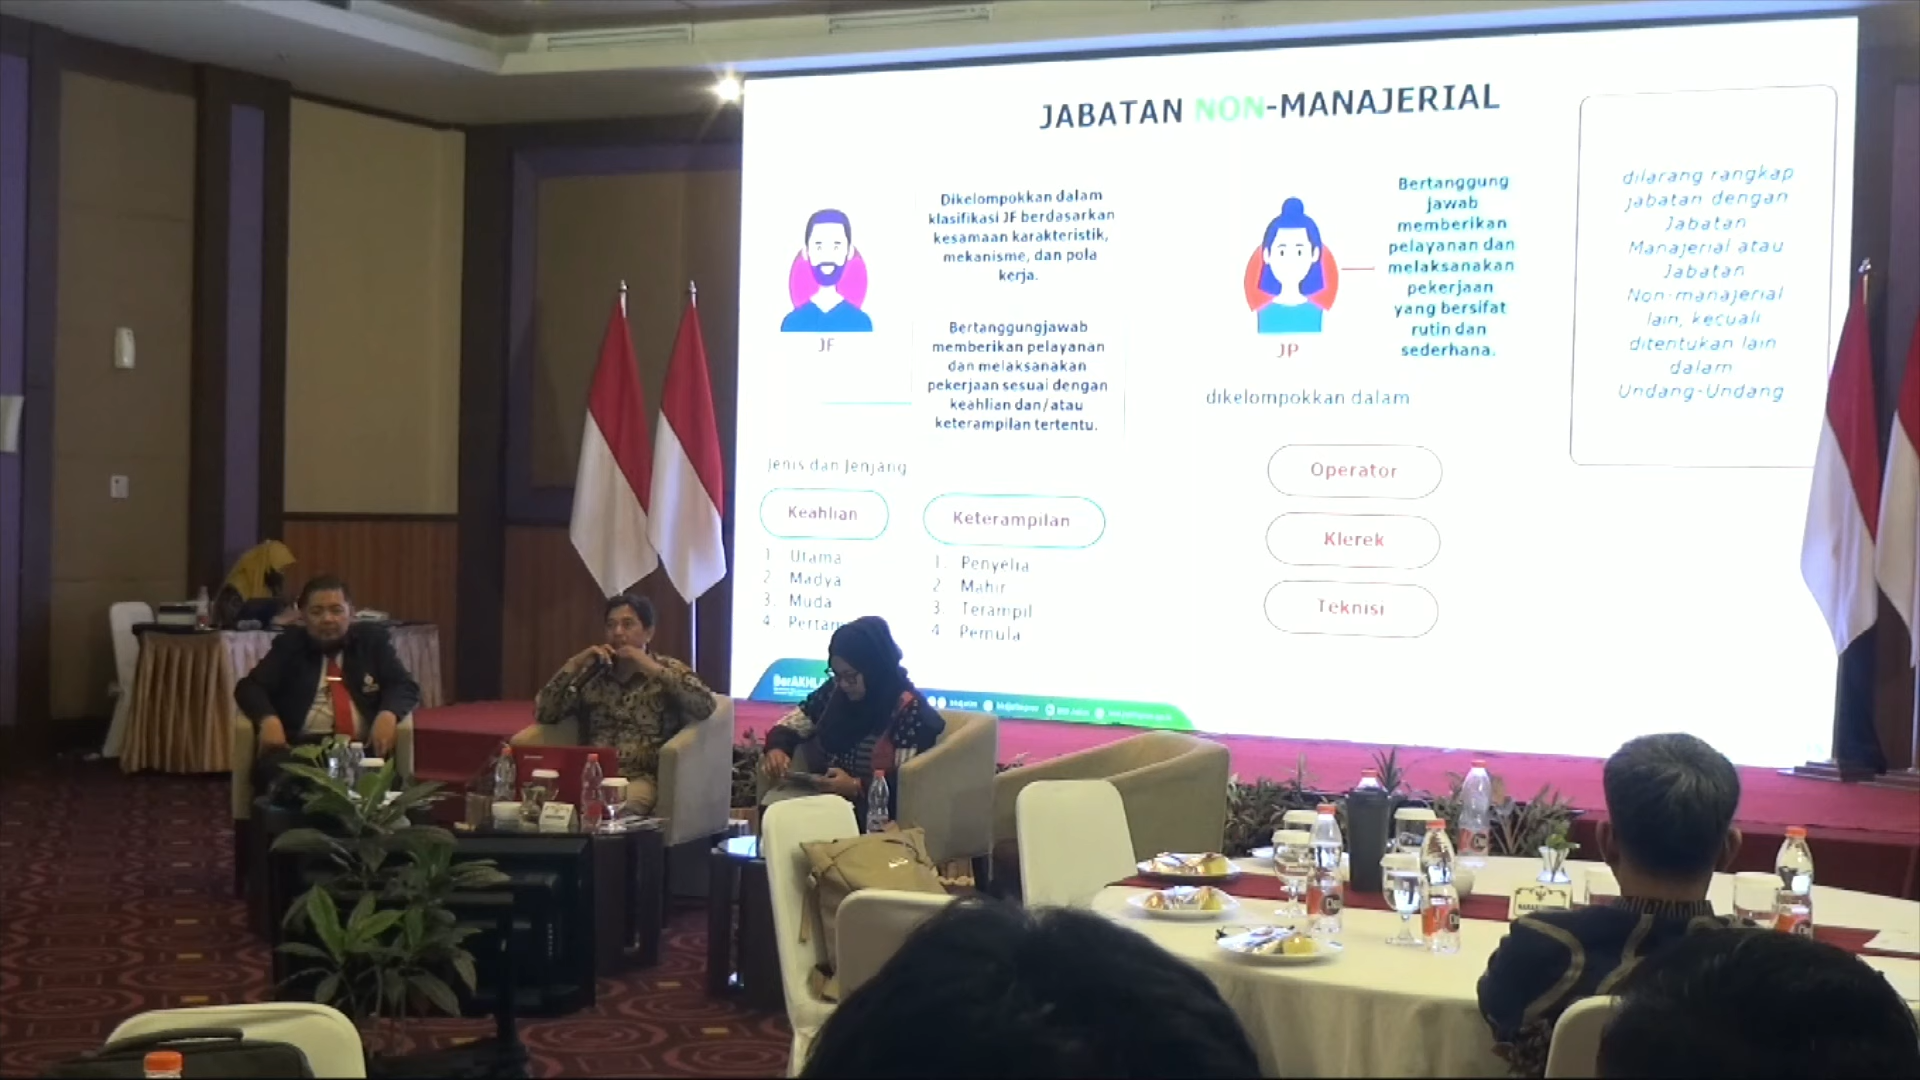 JABATAN NON-MANAJERIAL
Dikelompokkan dalam
klasifikasi JF berdasarkan
kesamaan karakteristik,
mekanisme, dan pola
kerja.
JF
Bertanggungjawab
memberikan pelayanan
dan melaksanakan
pekerjaan sesuai dengan
keahlian dan/atau
keterampilan tertentu.
Jenis dan Jenjang
Keahlian
1. Utama
2. Madya
3. Muda
4.
Keterampilan
1. Penyelia
2. Mahir
3. Terampil
4. Pemula
Bertanggung
jawab
memberikan
pelayanan dan
melaksanakan
pekerjaan
yang bersifat
rutin dan
sederhana.
JP
dikelompokkan dalam
Operator
Klerek
Teknisi
dilarang rangkap
jabatan dengan
Jabatan
Manajerial atau
Jabatan
Non-manajerial
lain, kecuali
ditentukan lain
dalam
Undang-Undang